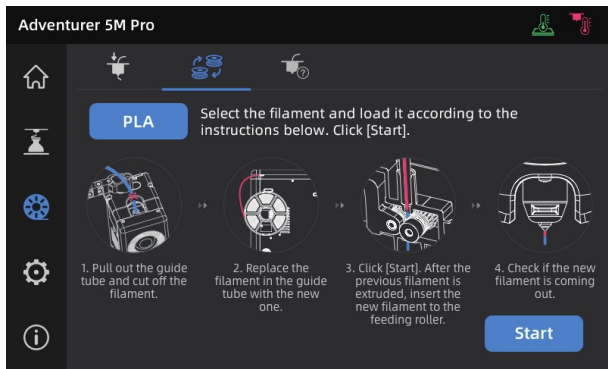 Adventurer 5M Pro
PLA
Select the filament and load it according to the
instructions below. Click [Start].
1. Pull out the guide
tube and cut off the
filament.
2. Replace the
filament in the guide
tube with the new
one.
3. Click [Start]. After the
previous filament is
extruded, insert the
new filament to the
feeding roller.
4. Check if the new
filament is coming
out.
Start